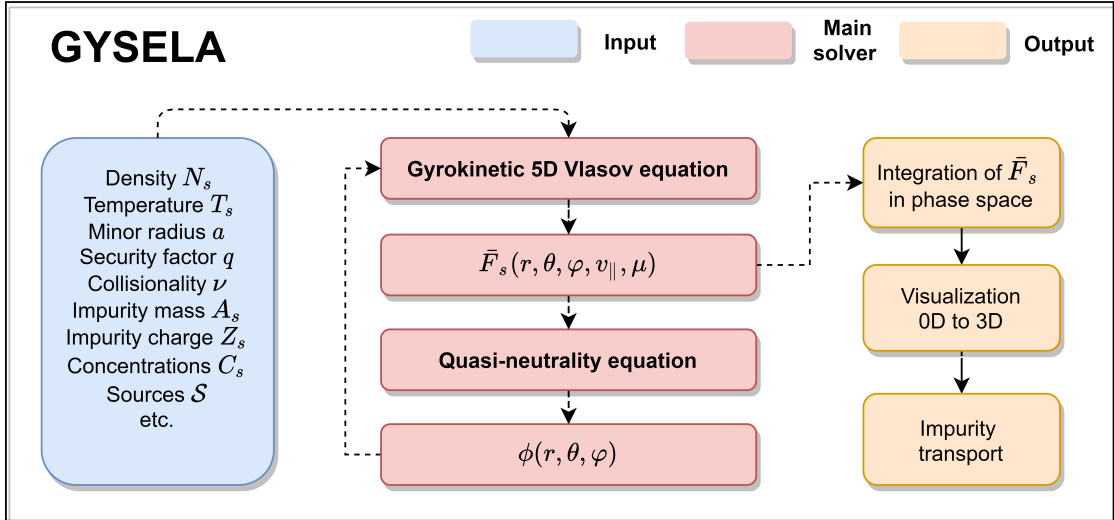 GYSELA
Input
Main
solver
Output
Density N_s
Temperature T_s
Minor radius a
Security factor q
Collisionality ν
Impurity mass A_s
Impurity charge Z_s
Concentrations C_s
Sources 𝒮
etc.
Gyrokinetic 5D Vlasov equation
F̄_s(r, θ, φ, v_∥, μ)
Quasi-neutrality equation
ϕ(r, θ, φ)
Integration of F̄_s
in phase space
Visualization
0D to 3D
Impurity
transport